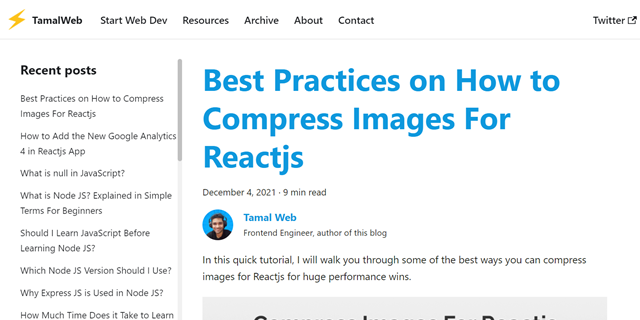 TamalWeb Start Web Dev Resources Archive About Contact Twitter
Recent posts
Best Practices on How to Compress
Images For Reactjs
How to Add the New Google Analytics
4 in Reactjs App
What is null in JavaScript?
What is Node JS? Explained in Simple
Terms For Beginners
Should I Learn JavaScript Before
Learning Node JS?
Which Node JS Version Should I Use?
Why Express JS is Used in Node JS?
How Much Time Does it Take to Learn
Best Practices on How to
Compress Images For
Reactjs
December 4, 2021 · 9 min read
Tamal Web
Frontend Engineer, author of this blog
In this quick tutorial, I will walk you through some of the best ways you can compress
images for Reactjs for huge performance wins.
Compress Images For Reactjs